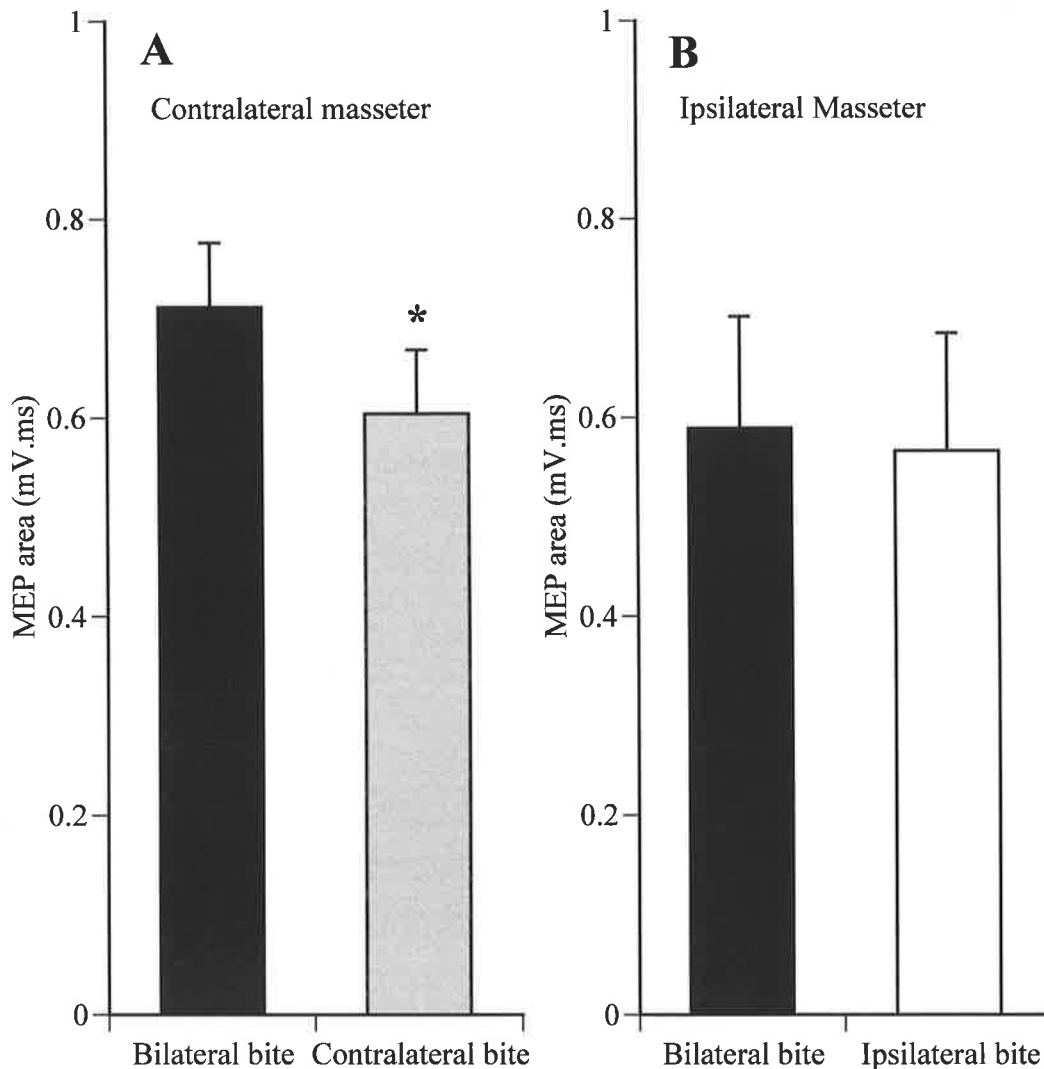 A
Contralateral masseter
MEP area (mV.ms)
1
0.8
0.6
0.4
0.2
0
*
Bilateral bite Contralateral bite
B
Ipsilateral Masseter
MEP area (mV.ms)
1
0.8
0.6
0.4
0.2
0
Bilateral bite Ipsilateral bite